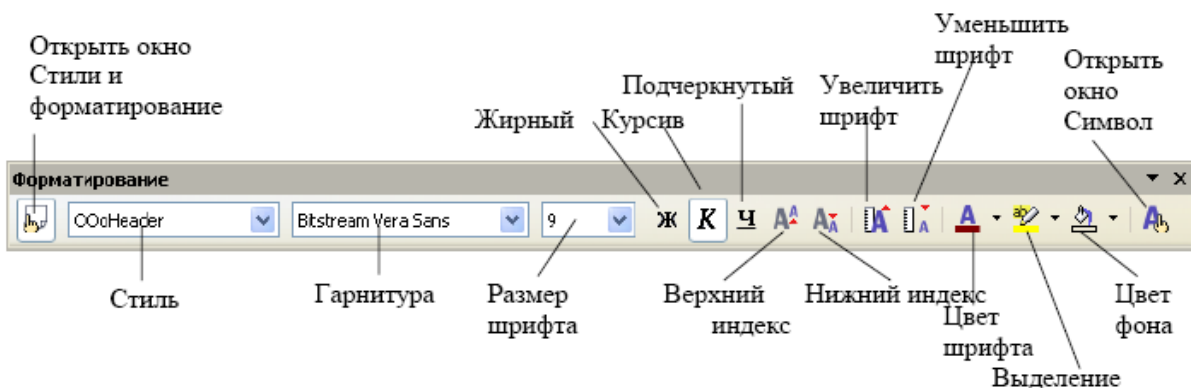 Открыть окно
Стили и
форматирование
Жирный
Курсив
Подчеркнутый
Увеличить
шрифт
Уменьшить
шрифт
Открыть
окно
Символ
Форматирование
OOoHeader
Bitstream Vera Sans
9
Ж К Ч
Стиль
Гарнитура
Размер
шрифта
Верхний
индекс
Нижний индекс
Цвет
шрифта
Выделение
Цвет
фона